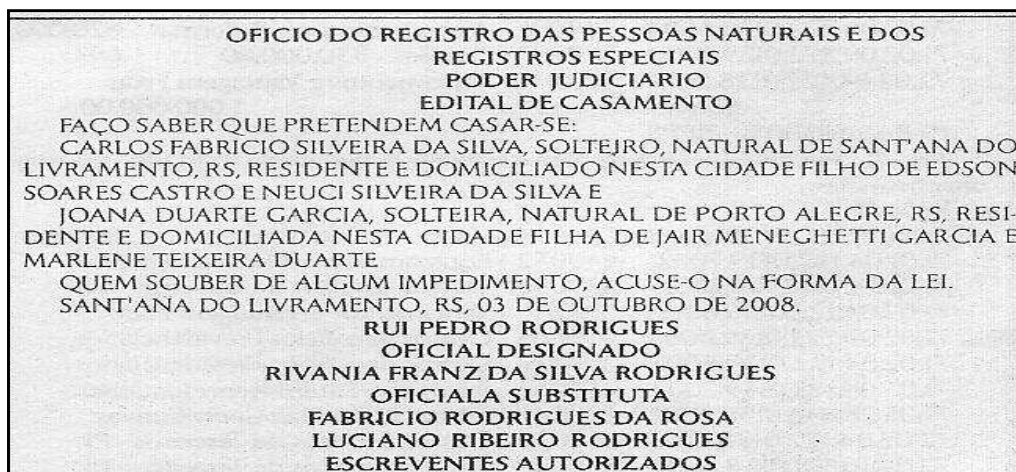 OFICIO DO REGISTRO DAS PESSOAS NATURAIS E DOS
REGISTROS ESPECIAIS
PODER JUDICIARIO
EDITAL DE CASAMENTO
FAÇO SABER QUE PRETENDEM CASAR-SE:
CARLOS FABRICIO SILVEIRA DA SILVA, SOLTEJRO, NATURAL DE SANT'ANA DO
LIVRAMENTO, RS, RESIDENTE E DOMICILIADO NESTA CIDADE FILHO DE EDSON
SOARES CASTRO E NEUCI SILVEIRA DA SILVA E
JOANA DUARTE GARCIA, SOLTEIRA, NATURAL DE PORTO ALEGRE, RS, RESI-
DENTE E DOMICILIADA NESTA CIDADE FILHA DE JAIR MENEGHETTI GARCIA E
MARLENE TEIXEIRA DUARTE
QUEM SOUBER DE ALGUM IMPEDIMENTO, ACUSE-O NA FORMA DA LEI.
SANT'ANA DO LIVRAMENTO, RS, 03 DE OUTUBRO DE 2008.
RUI PEDRO RODRIGUES
OFICIAL DESIGNADO
RIVANIA FRANZ DA SILVA RODRIGUES
OFICIALA SUBSTITUTA
FABRICIO RODRIGUES DA ROSA
LUCIANO RIBEIRO RODRIGUES
ESCREVENTES AUTORIZADOS